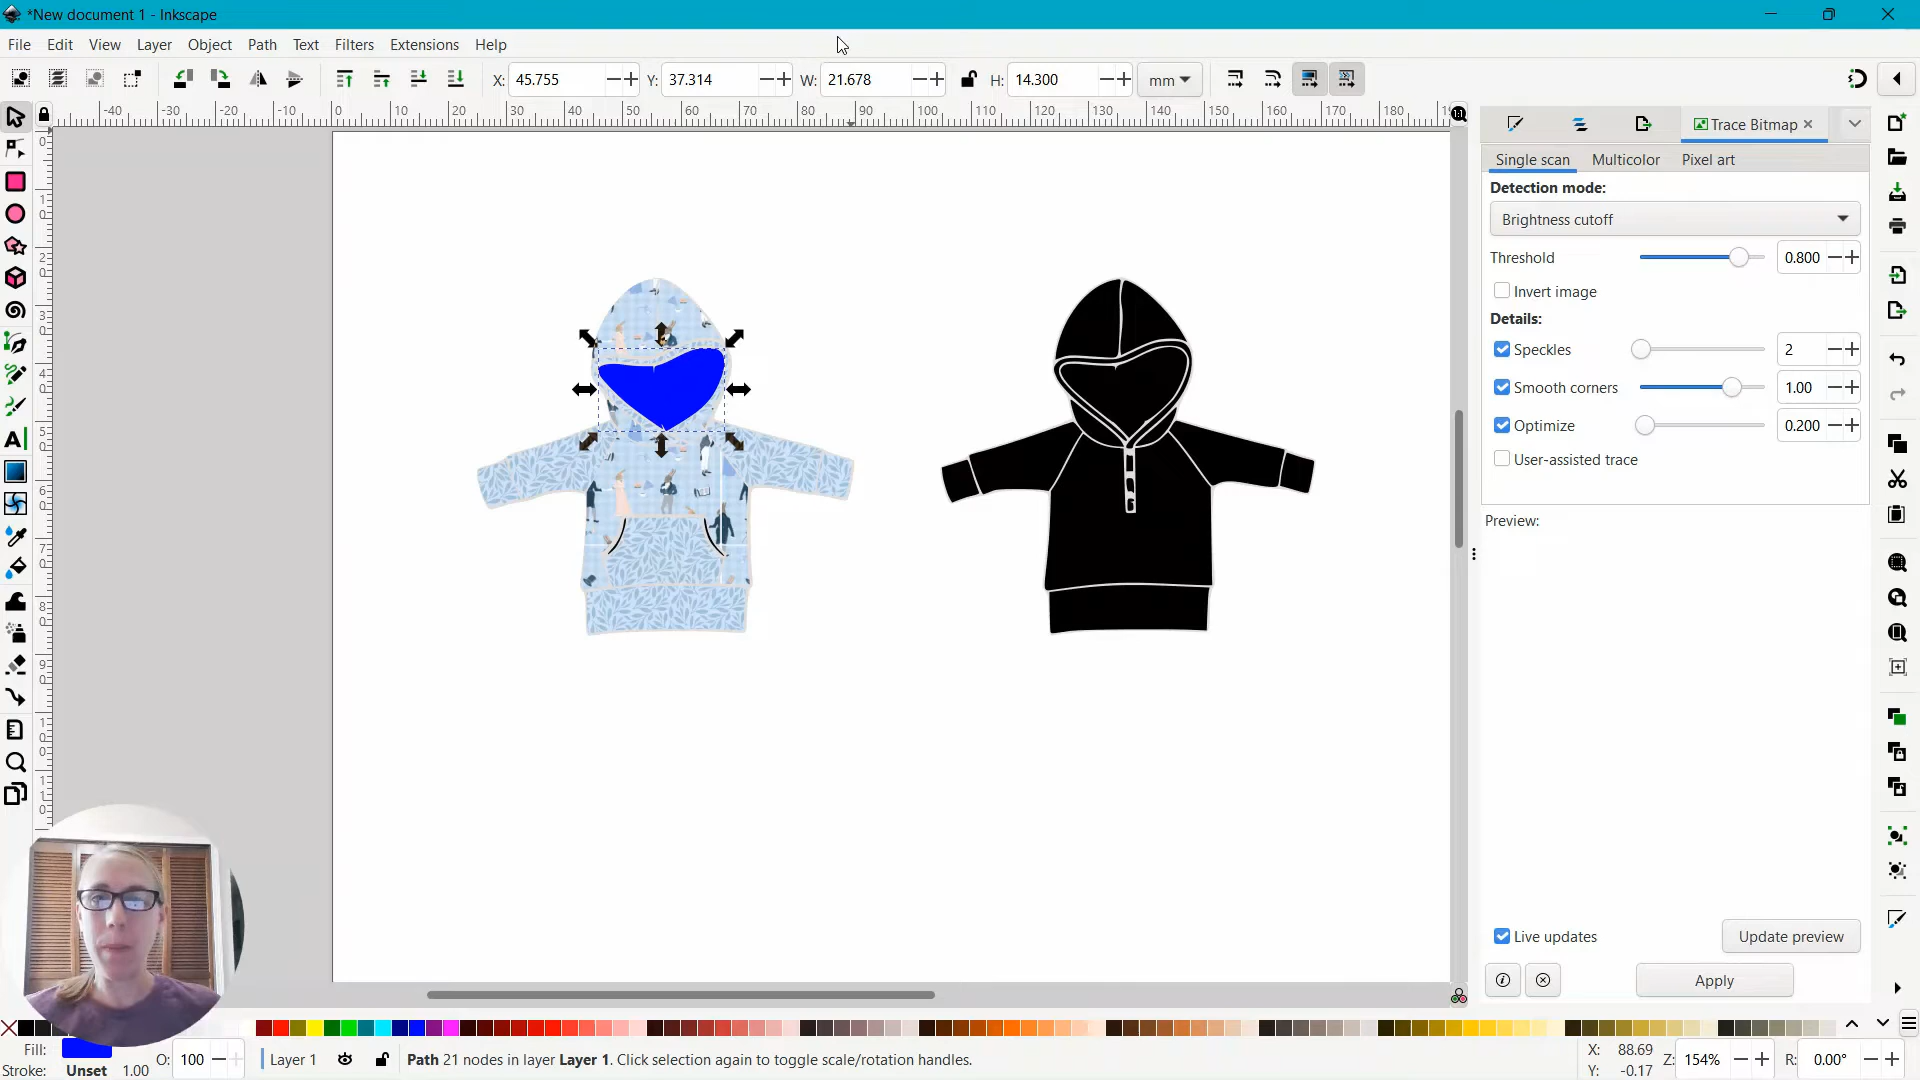 *New document 1 - Inkscape
File Edit View Layer Object Path Text Filters Extensions Help
X: 45.755 Y: 37.314 W: 21.678 H: 14.300 mm
-40 -30 -20 -10 0 10 20 30 40 50 60 70 80 90 100 110 120 130 140 150 160 170 180
Trace Bitmap
Single scan Multicolor Pixel art
Detection mode:
Brightness cutoff
Threshold 0.800
Invert image
Details:
Speckles 2
Smooth corners 1.00
Optimize 0.200
User-assisted trace
Preview:
Live updates Update preview
Apply
Fill:
Stroke: Unset 1.00
O: 100
Layer 1
Path 21 nodes in layer Layer 1. Click selection again to toggle scale/rotation handles.
X: 88.69
Y: -0.17
Z: 154%
R: 0.00°